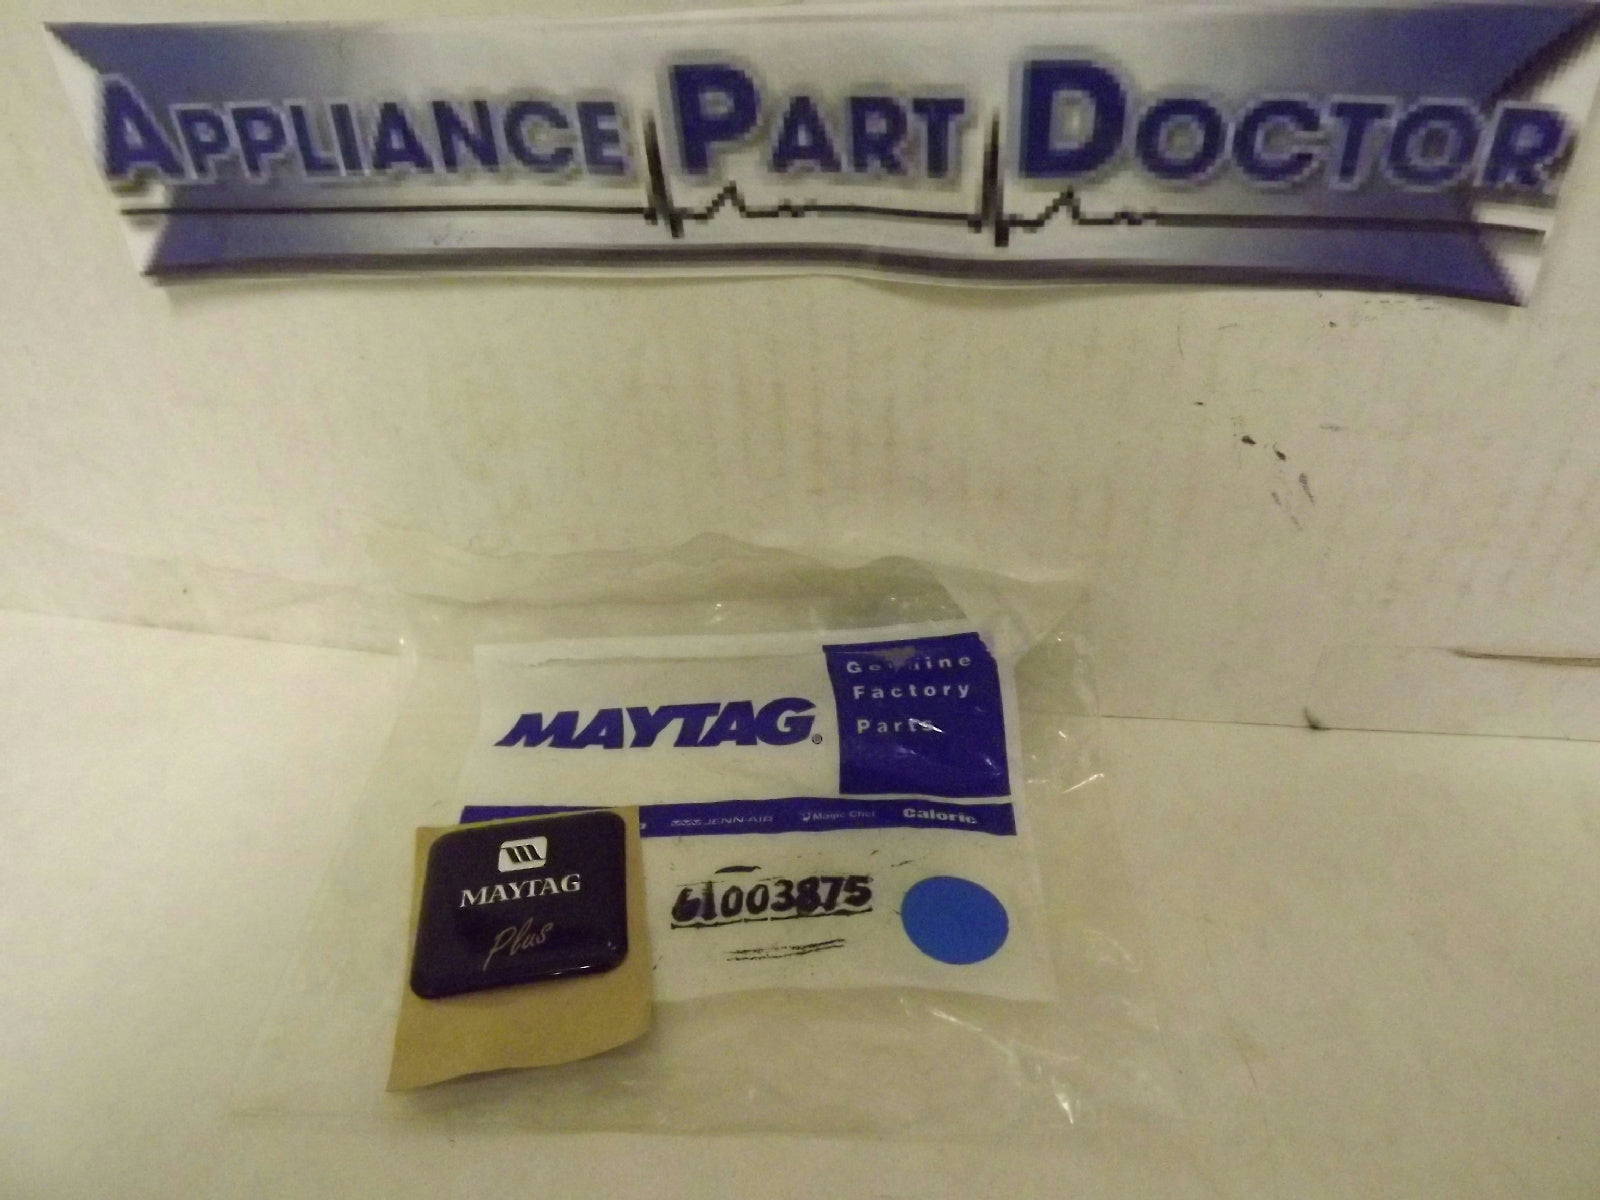 APPLIANCE PART DOCTOR
MAYTAG®
Genuine
Factory
Parts
JENN-AIR Magic Chef Caloric
MAYTAG
Plus
61003875